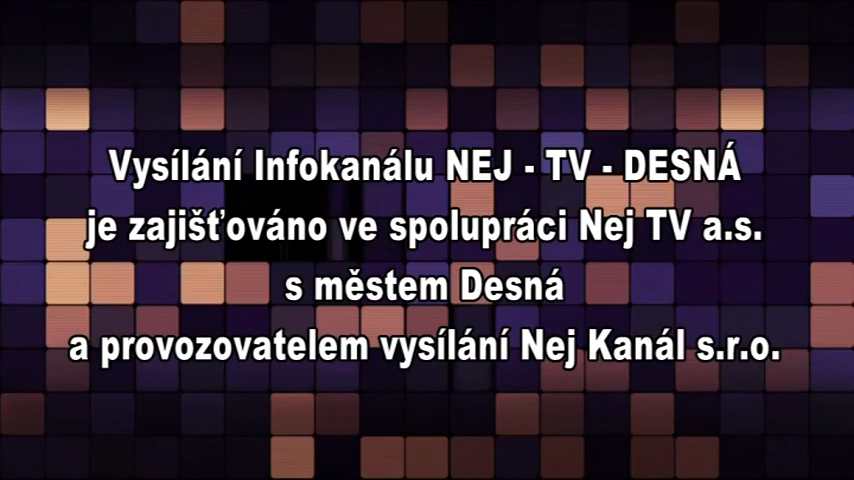 Vysílání Infokanálu NEJ - TV - DESNÁ
je zajišťováno ve spolupráci Nej TV a.s.
s městem Desná
a provozovatelem vysílání Nej Kanál s.r.o.